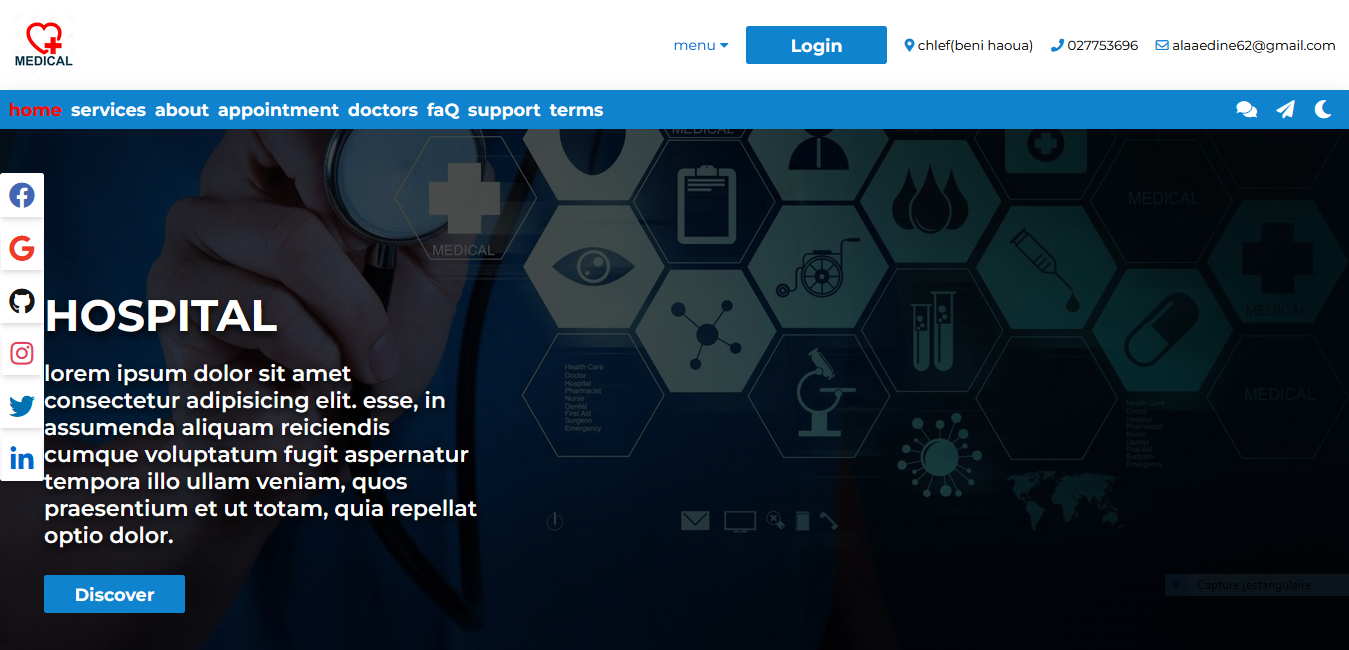 MEDICAL
menu
Login
chlef(beni haoua)
027753696
alaaedine62@gmail.com
home services about appointment doctors faQ support terms
MEDICAL
MEDICAL
MEDICAL
MEDICAL
HOSPITAL
lorem ipsum dolor sit amet
consectetur adipisicing elit. esse, in
assumenda aliquam reiciendis
cumque voluptatum fugit aspernatur
tempora illo ullam veniam, quos
praesentium et ut totam, quia repellat
optio dolor.
Health Care
Doctor
Hospital
Pharmacist
Nurse
Dentist
First Aid
Surgeon
Emergency
MEDICAL
Health Care
Doctor
Hospital
Pharmacist
Nurse
Dentist
First Aid
Surgeon
Emergency
Discover
Capture rectangulaire